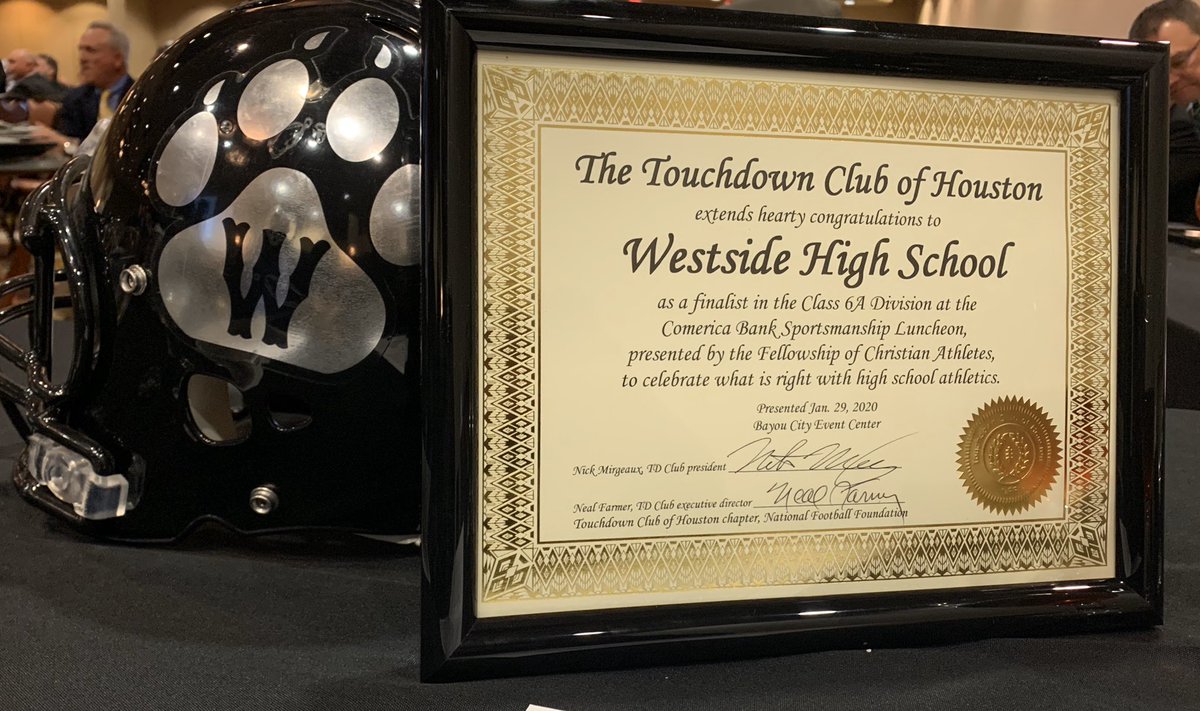 W
The Touchdown Club of Houston
extends hearty congratulations to
Westside High School
as a finalist in the Class 6A Division at the
Comerica Bank Sportsmanship Luncheon,
presented by the Fellowship of Christian Athletes,
to celebrate what is right with high school athletics.
Presented Jan. 29, 2020
Bayou City Event Center
Nick Mirgeaux, TD Club president
Neal Farmer, TD Club executive director Neal Farmer
Touchdown Club of Houston chapter, National Football Foundation